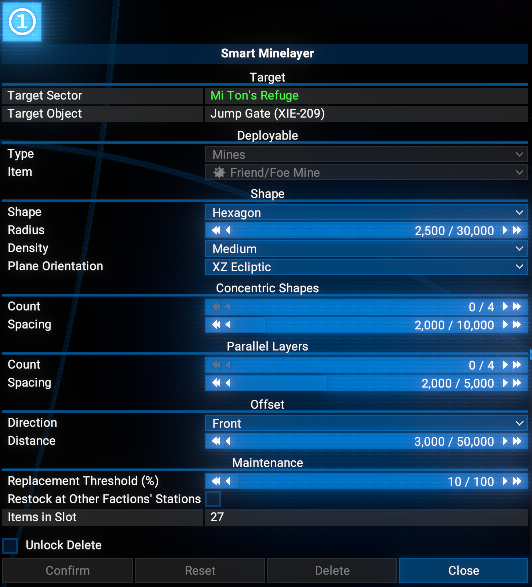 1
Smart Minelayer
Target
Target Sector Mi Ton's Refuge
Target Object Jump Gate (XIE-209)
Deployable
Type Mines
Item Friend/Foe Mine
Shape
Shape Hexagon
Radius 2,500 / 30,000
Density Medium
Plane Orientation XZ Ecliptic
Concentric Shapes
Count 0 / 4
Spacing 2,000 / 10,000
Parallel Layers
Count 0 / 4
Spacing 2,000 / 5,000
Offset
Direction Front
Distance 3,000 / 50,000
Maintenance
Replacement Threshold (%) 10 / 100
Restock at Other Factions' Stations
Items in Slot 27
Unlock Delete
Confirm Reset Delete Close